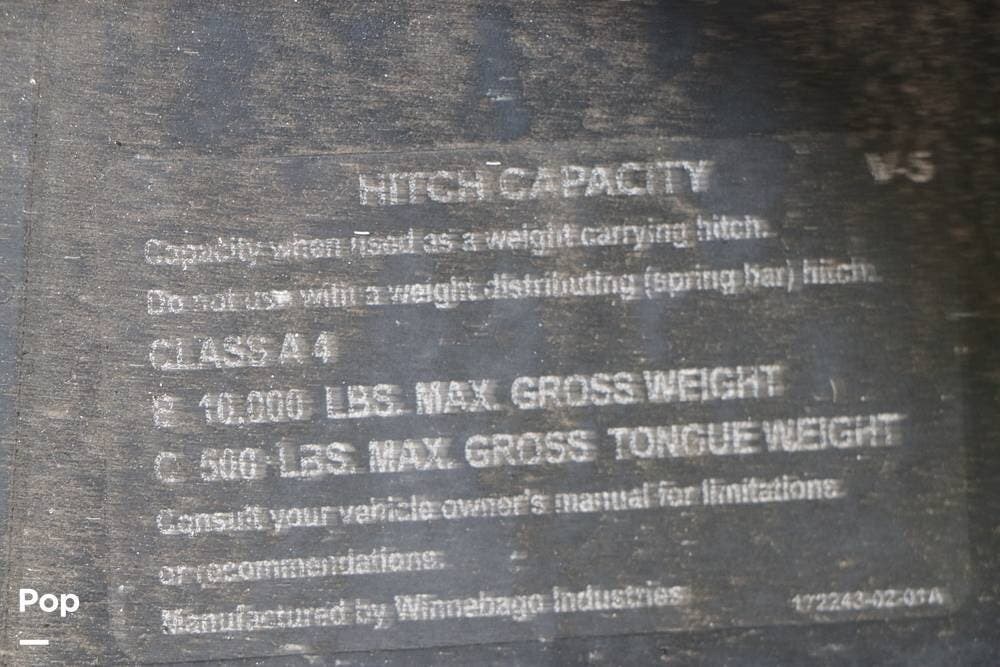 HITCH CAPACITY
V-5
Capacity when used as a weight carrying hitch.
Do not use with a weight distributing (spring bar) hitch.
CLASS A 4
B 10,000 LBS. MAX. GROSS WEIGHT
C 500 LBS. MAX. GROSS TONGUE WEIGHT
Consult your vehicle owner's manual for limitations
or recommendations.
Manufactured by Winnebago Industries
172243-02-01A
Pop